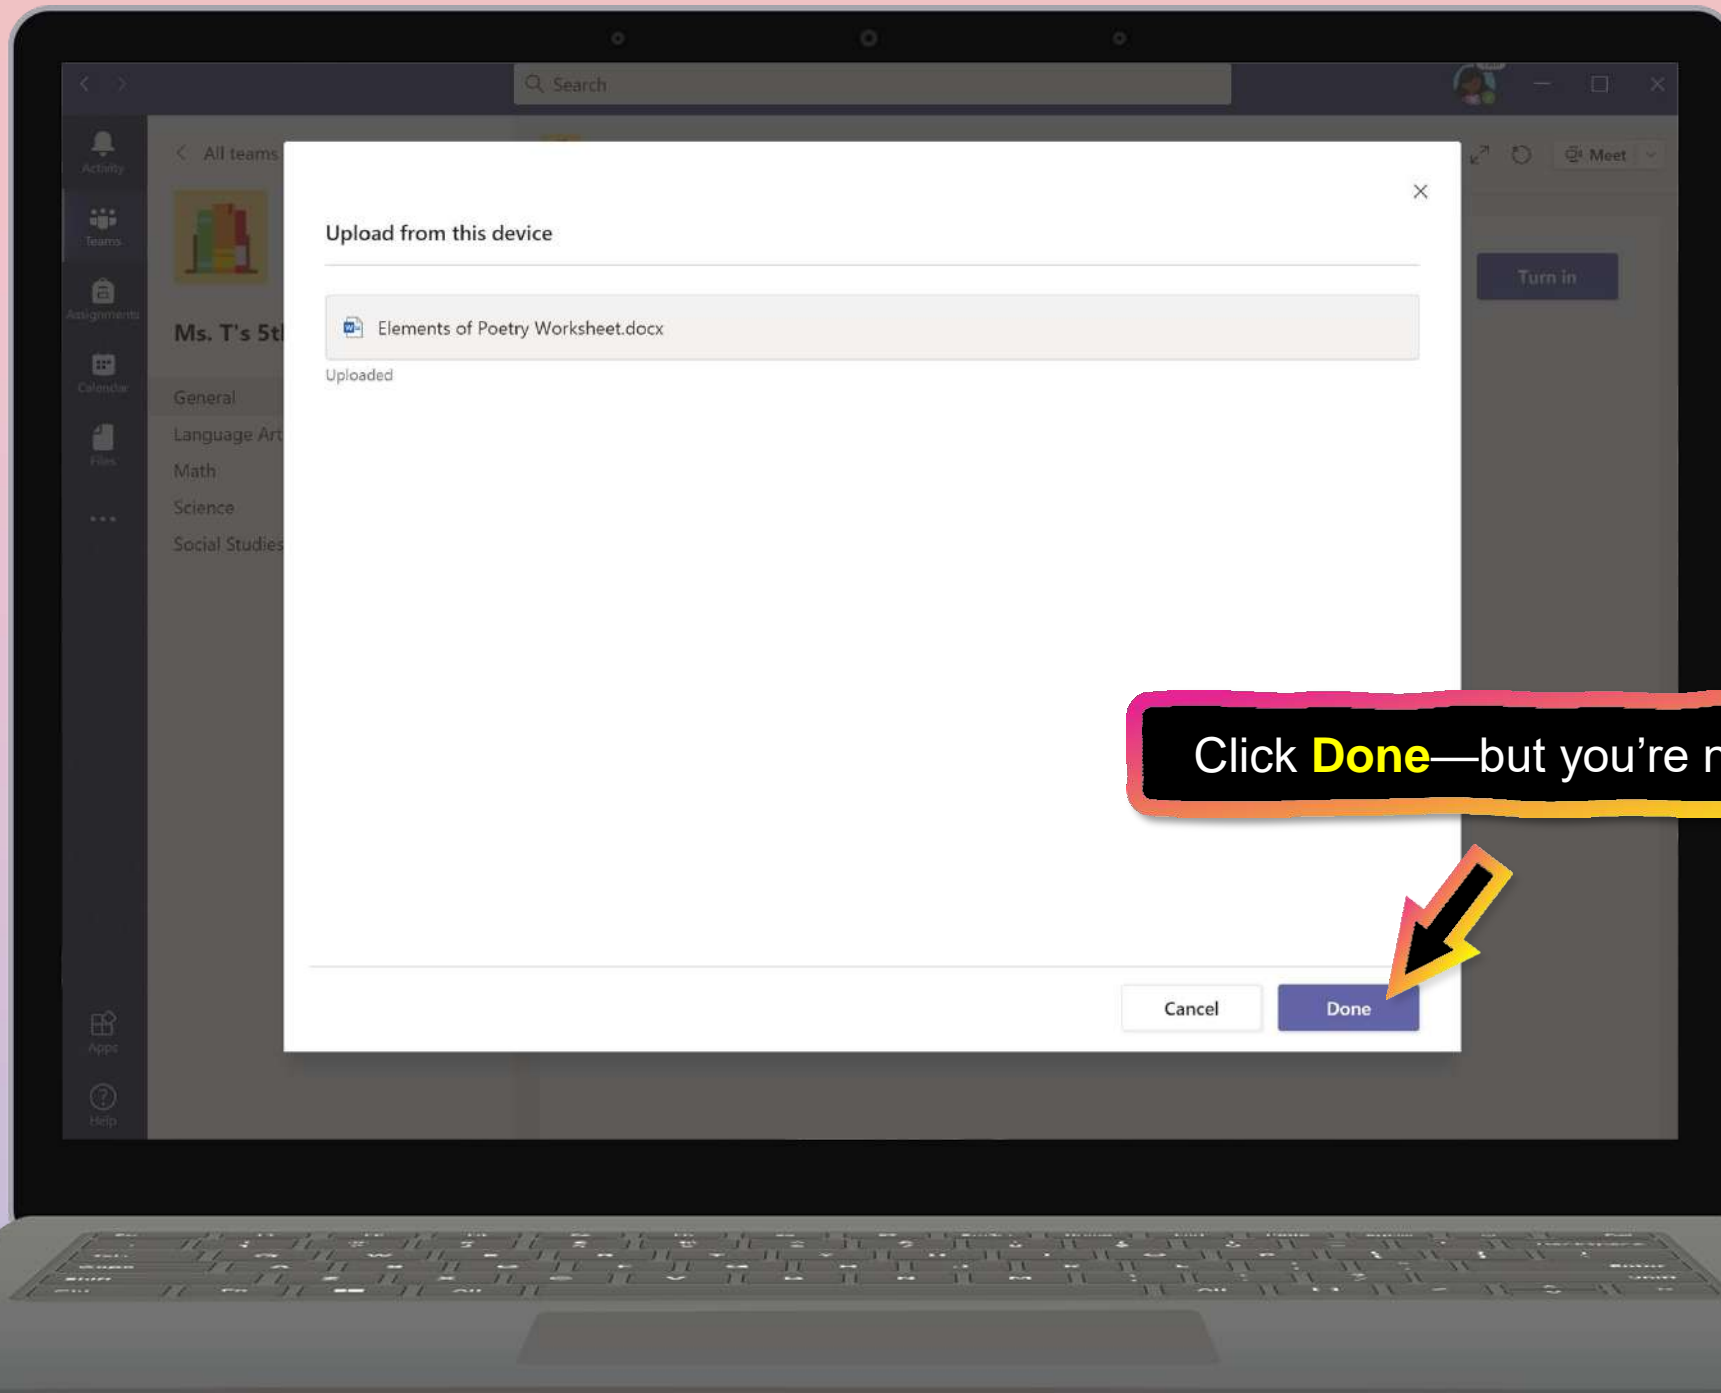 Search
Activity
Teams
Assignments
Calendar
Files
Apps
Help
All teams
Ms. T's 5t
General
Language Art
Math
Science
Social Studies
Meet
Turn in
Upload from this device
Elements of Poetry Worksheet.docx
Uploaded
Click Done—but you're n
Cancel
Done